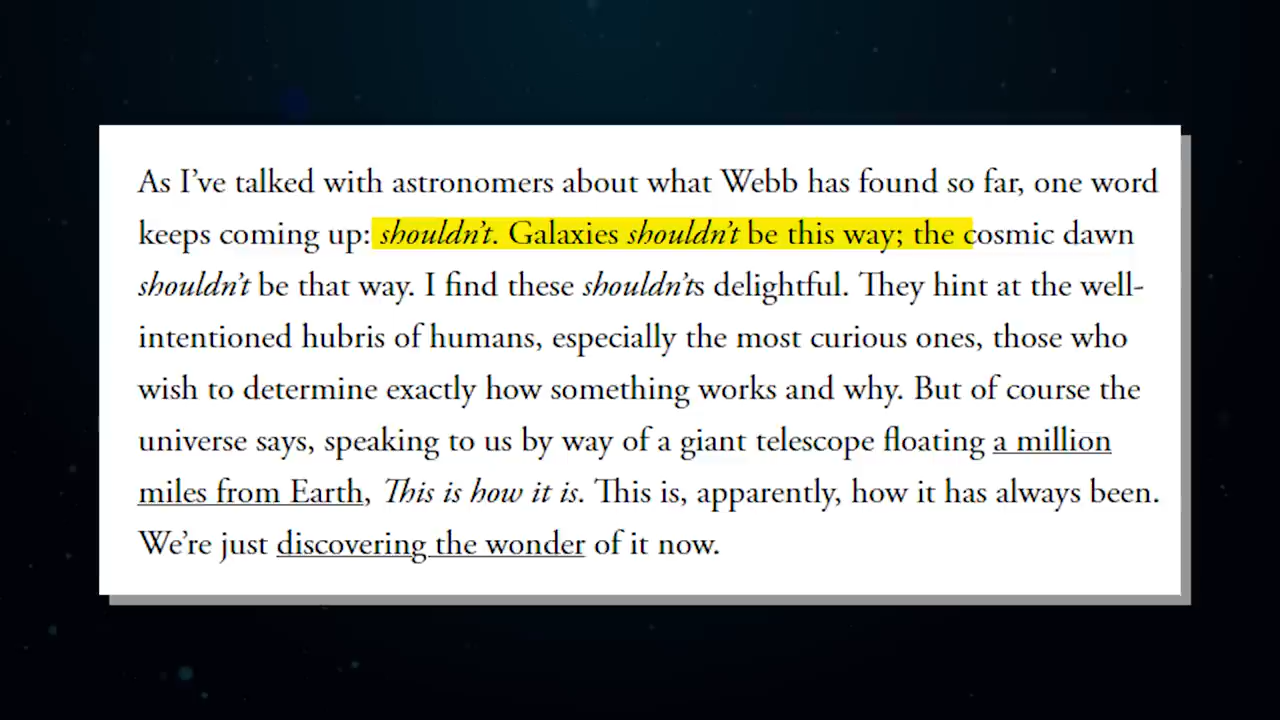 As I’ve talked with astronomers about what Webb has found so far, one word
keeps coming up: shouldn’t. Galaxies shouldn’t be this way; the cosmic dawn
shouldn’t be that way. I find these shouldn’ts delightful. They hint at the well-
intentioned hubris of humans, especially the most curious ones, those who
wish to determine exactly how something works and why. But of course the
universe says, speaking to us by way of a giant telescope floating a million
miles from Earth, This is how it is. This is, apparently, how it has always been.
We’re just discovering the wonder of it now.